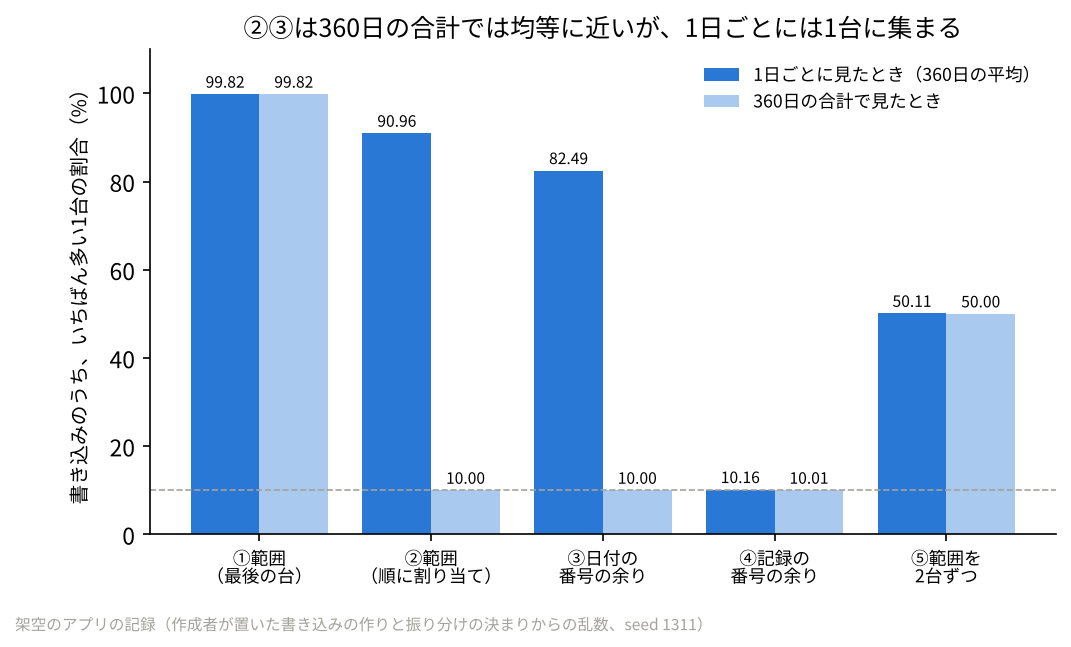 ②③は360日の合計では均等に近いが、1日ごとには1台に集まる
書き込みのうち、いちばん多い1台の割合（%）
100
80
60
40
20
0
1日ごとに見たとき（360日の平均）
360日の合計で見たとき
99.82
99.82
90.96
10.00
82.49
10.00
10.16
10.01
50.11
50.00
①範囲
（最後の台）
②範囲
（順に割り当て）
③日付の
番号の余り
④記録の
番号の余り
⑤範囲を
2台ずつ
架空のアプリの記録（作成者が置いた書き込みの作りと振り分けの決まりからの乱数、seed 1311）